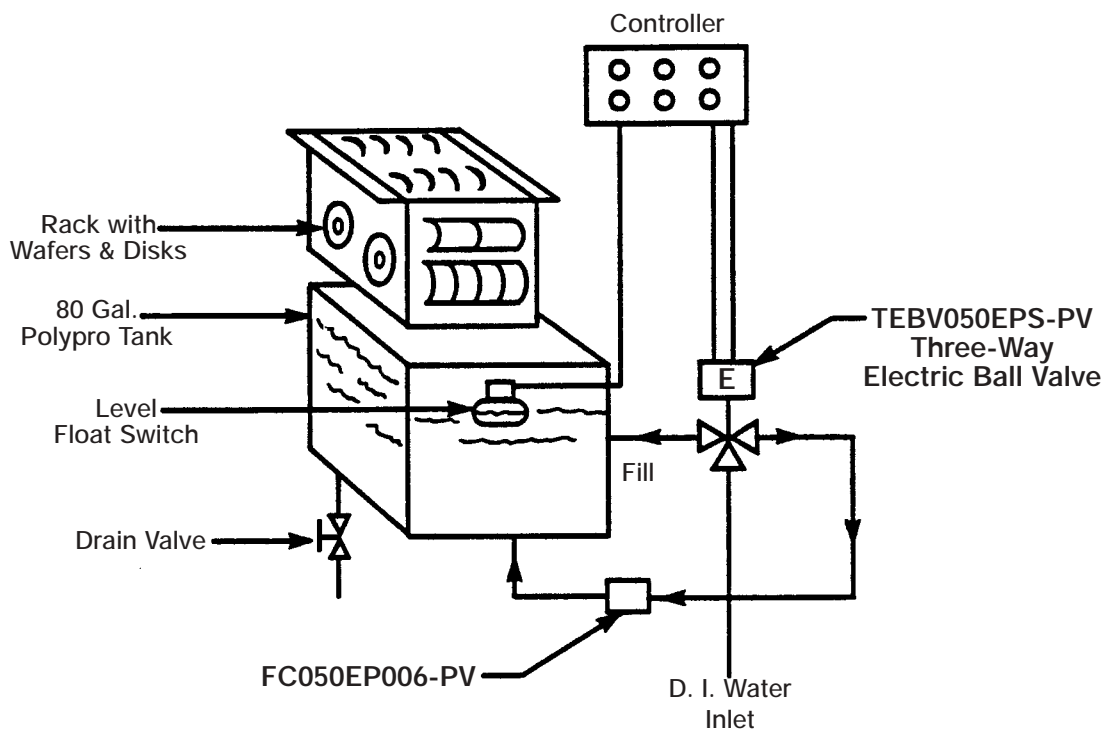 Controller
Rack with
Wafers & Disks
80 Gal.
Polypro Tank
TEBV050EPS-PV
Three-Way
Electric Ball Valve
E
Level
Float Switch
Fill
Drain Valve
FC050EP006-PV
D. I. Water
Inlet